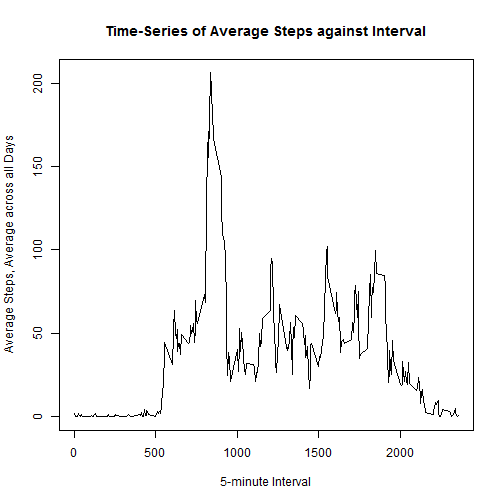 Time-Series of Average Steps against Interval
Average Steps, Average across all Days
200
150
100
50
0
0 500 1000 1500 2000
5-minute Interval